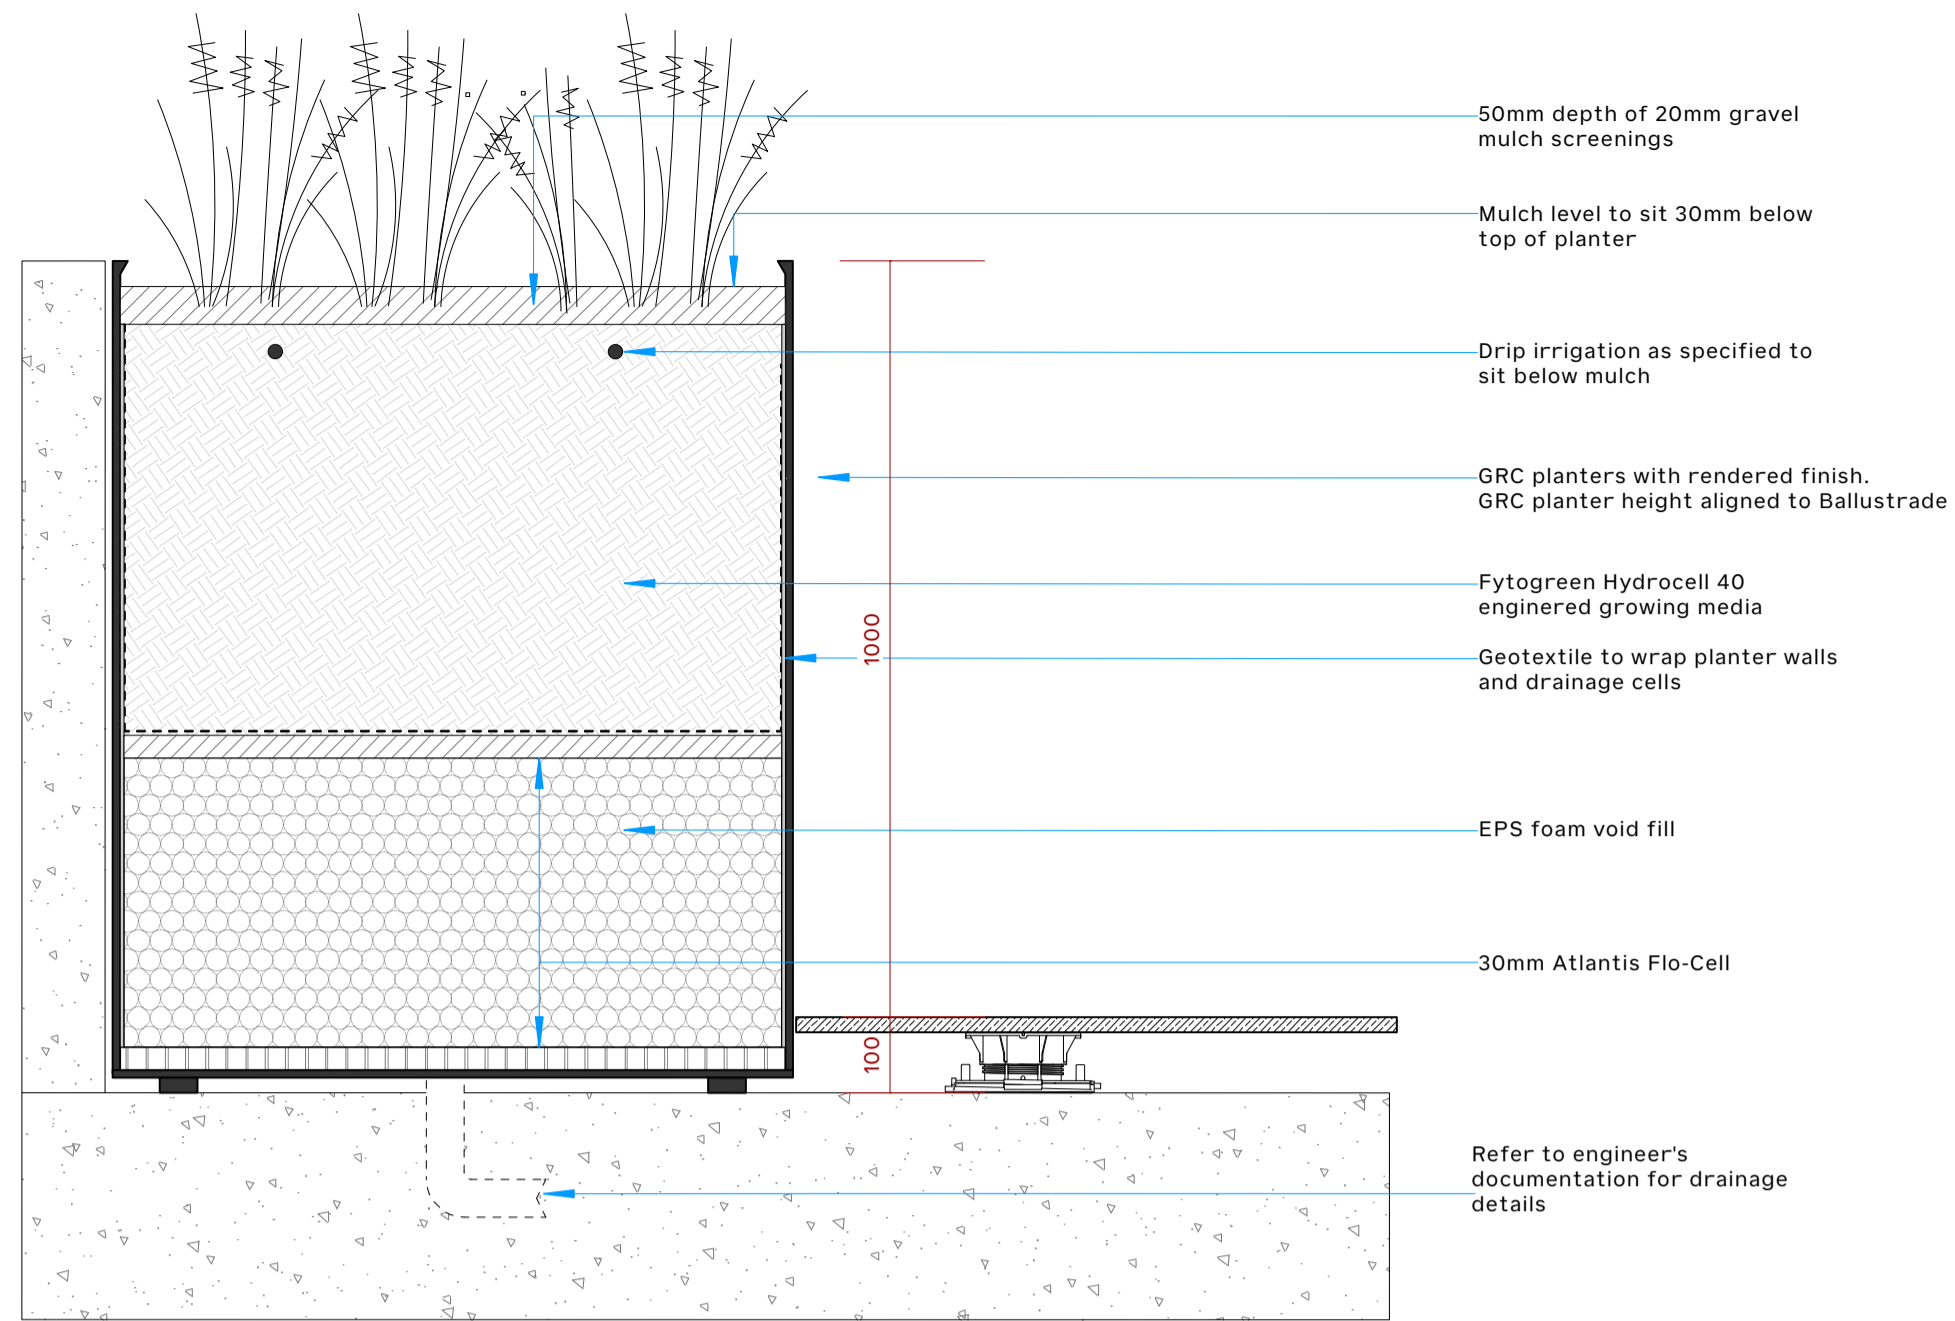 50mm depth of 20mm gravel
mulch screenings
Mulch level to sit 30mm below
top of planter
Drip irrigation as specified to
sit below mulch
GRC planters with rendered finish.
GRC planter height aligned to Ballustrade
Fytogreen Hydrocell 40
enginered growing media
1000
Geotextile to wrap planter walls
and drainage cells
EPS foam void fill
30mm Atlantis Flo-Cell
100
Refer to engineer's
documentation for drainage
details